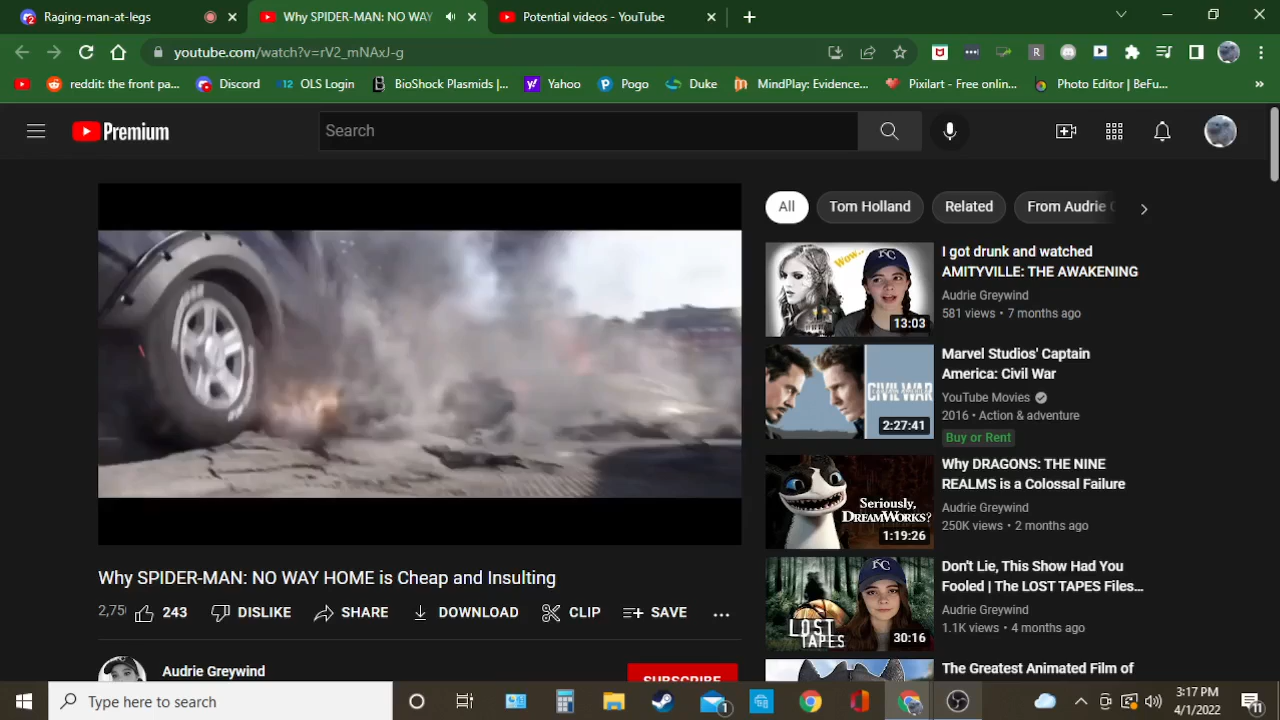 Raging-man-at-legs
Why SPIDER-MAN: NO WAY
Potential videos - YouTube
youtube.com/watch?v=rV2_mNAxJ-g
reddit: the front pa...
Discord
12 OLS Login
BioShock Plasmids |...
Yahoo
Pogo
Duke
MindPlay: Evidence...
Pixilart - Free onlin...
Photo Editor | BeFu...
Premium
Search
All
Tom Holland
Related
From Audrie G
I got drunk and watched
AMITYVILLE: THE AWAKENING
Audrie Greywind
581 views • 7 months ago
Wow..
13:03
Marvel Studios' Captain
America: Civil War
YouTube Movies
2016 • Action & adventure
Buy or Rent
CIVIL WAR
2:27:41
Why DRAGONS: THE NINE
REALMS is a Colossal Failure
Audrie Greywind
250K views • 2 months ago
Seriously,
DREAMWORKS?
1:19:26
Don't Lie, This Show Had You
Fooled | The LOST TAPES Files...
Audrie Greywind
1.1K views • 4 months ago
LOST
TAPES
30:16
The Greatest Animated Film of
Why SPIDER-MAN: NO WAY HOME is Cheap and Insulting
243
DISLIKE
SHARE
DOWNLOAD
CLIP
SAVE
Audrie Greywind
SUBSCRIBE
Type here to search
1
3:17 PM
4/1/2022
11